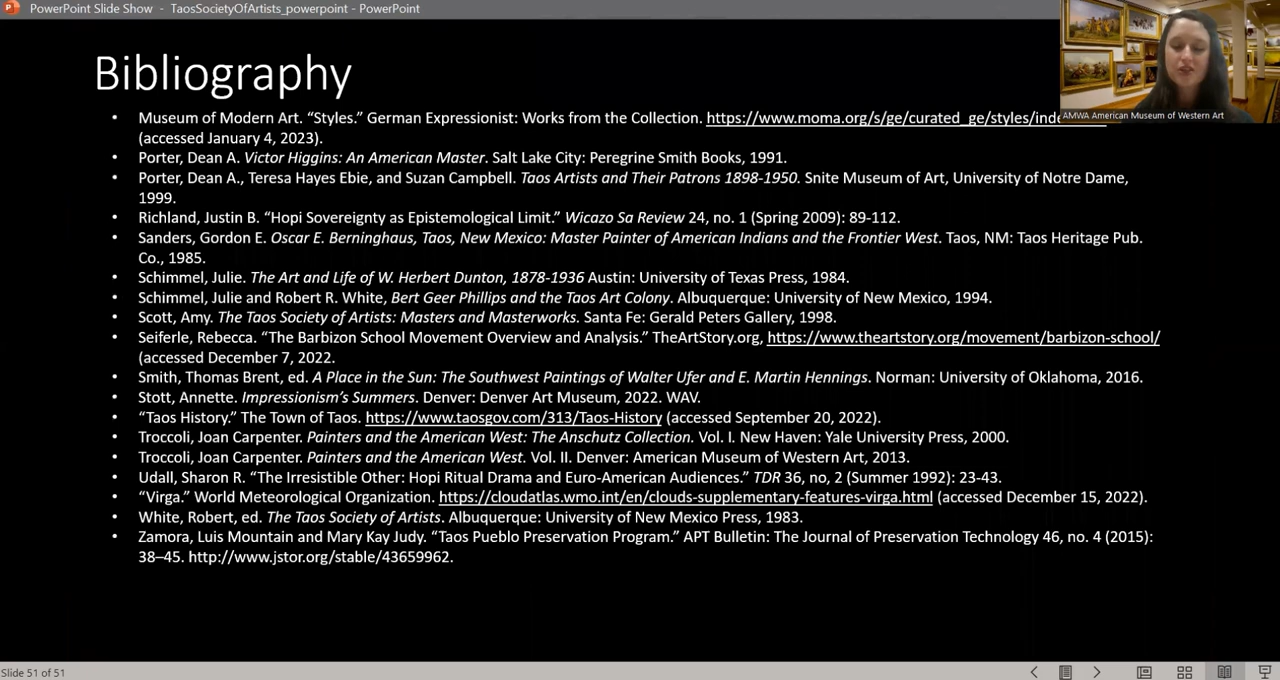 PowerPoint Slide Show - TaosSocietyOfArtists_powerpoint - PowerPoint
Bibliography
• Museum of Modern Art. “Styles.” German Expressionist: Works from the Collection. https://www.moma.org/s/ge/curated_ge/styles/inde
AMWA American Museum of Western Art
(accessed January 4, 2023).
• Porter, Dean A. Victor Higgins: An American Master. Salt Lake City: Peregrine Smith Books, 1991.
• Porter, Dean A., Teresa Hayes Ebie, and Suzan Campbell. Taos Artists and Their Patrons 1898-1950. Snite Museum of Art, University of Notre Dame,
1999.
• Richland, Justin B. “Hopi Sovereignty as Epistemological Limit.” Wicazo Sa Review 24, no. 1 (Spring 2009): 89-112.
• Sanders, Gordon E. Oscar E. Berninghaus, Taos, New Mexico: Master Painter of American Indians and the Frontier West. Taos, NM: Taos Heritage Pub.
Co., 1985.
• Schimmel, Julie. The Art and Life of W. Herbert Dunton, 1878-1936 Austin: University of Texas Press, 1984.
• Schimmel, Julie and Robert R. White, Bert Geer Phillips and the Taos Art Colony. Albuquerque: University of New Mexico, 1994.
• Scott, Amy. The Taos Society of Artists: Masters and Masterworks. Santa Fe: Gerald Peters Gallery, 1998.
• Seiferle, Rebecca. “The Barbizon School Movement Overview and Analysis.” TheArtStory.org, https://www.theartstory.org/movement/barbizon-school/
(accessed December 7, 2022.
• Smith, Thomas Brent, ed. A Place in the Sun: The Southwest Paintings of Walter Ufer and E. Martin Hennings. Norman: University of Oklahoma, 2016.
• Stott, Annette. Impressionism’s Summers. Denver: Denver Art Museum, 2022. WAV.
• “Taos History.” The Town of Taos. https://www.taosgov.com/313/Taos-History (accessed September 20, 2022).
• Troccoli, Joan Carpenter. Painters and the American West: The Anschutz Collection. Vol. I. New Haven: Yale University Press, 2000.
• Troccoli, Joan Carpenter. Painters and the American West. Vol. II. Denver: American Museum of Western Art, 2013.
• Udall, Sharon R. “The Irresistible Other: Hopi Ritual Drama and Euro-American Audiences.” TDR 36, no, 2 (Summer 1992): 23-43.
• “Virga.” World Meteorological Organization. https://cloudatlas.wmo.int/en/clouds-supplementary-features-virga.html (accessed December 15, 2022).
• White, Robert, ed. The Taos Society of Artists. Albuquerque: University of New Mexico Press, 1983.
• Zamora, Luis Mountain and Mary Kay Judy. “Taos Pueblo Preservation Program.” APT Bulletin: The Journal of Preservation Technology 46, no. 4 (2015):
38–45. http://www.jstor.org/stable/43659962.
Slide 51 of 51